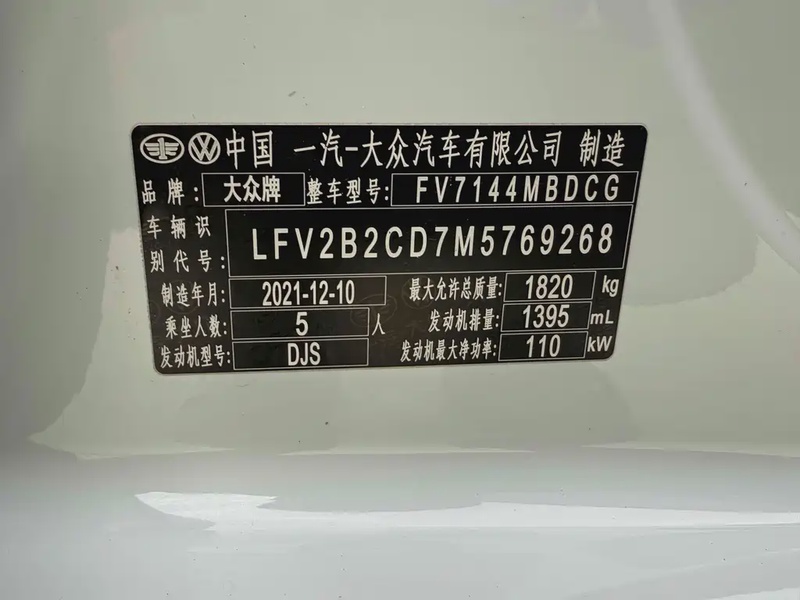 中国 一汽-大众汽车有限公司 制造
品牌: 大众牌 整车型号: FV7144MBDCG
车辆识别代号: LFV2B2CD7M5769268
制造年月: 2021-12-10 最大允许总质量: 1820 kg
乘坐人数: 5 人 发动机排量: 1395 mL
发动机型号: DJS 发动机最大净功率: 110 kW